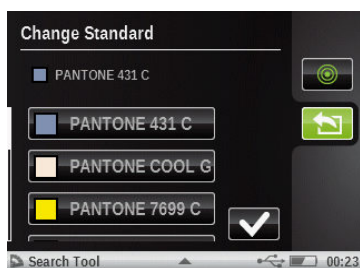 Change Standard
PANTONE 431 C
PANTONE 431 C
PANTONE COOL G
PANTONE 7699 C
Search Tool 00:23